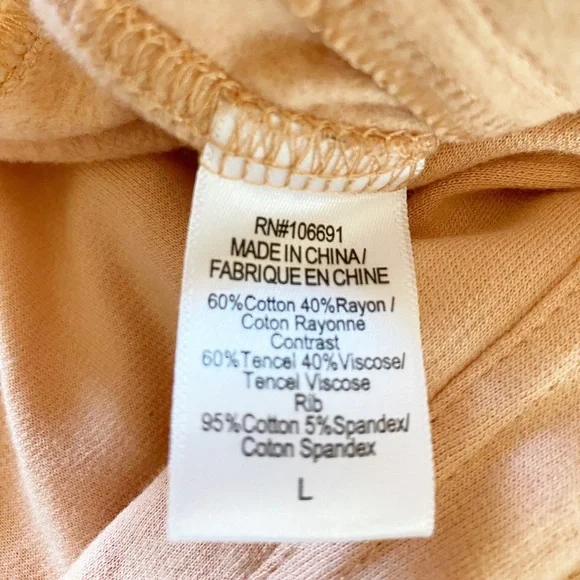 RN#106691
MADE IN CHINA/
FABRIQUE EN CHINE
60%Cotton 40%Rayon /
Coton Rayonne
Contrast
60%Tencel 40%Viscose/
Tencel Viscose
Rib
95%Cotton 5%Spandex/
Coton Spandex
L